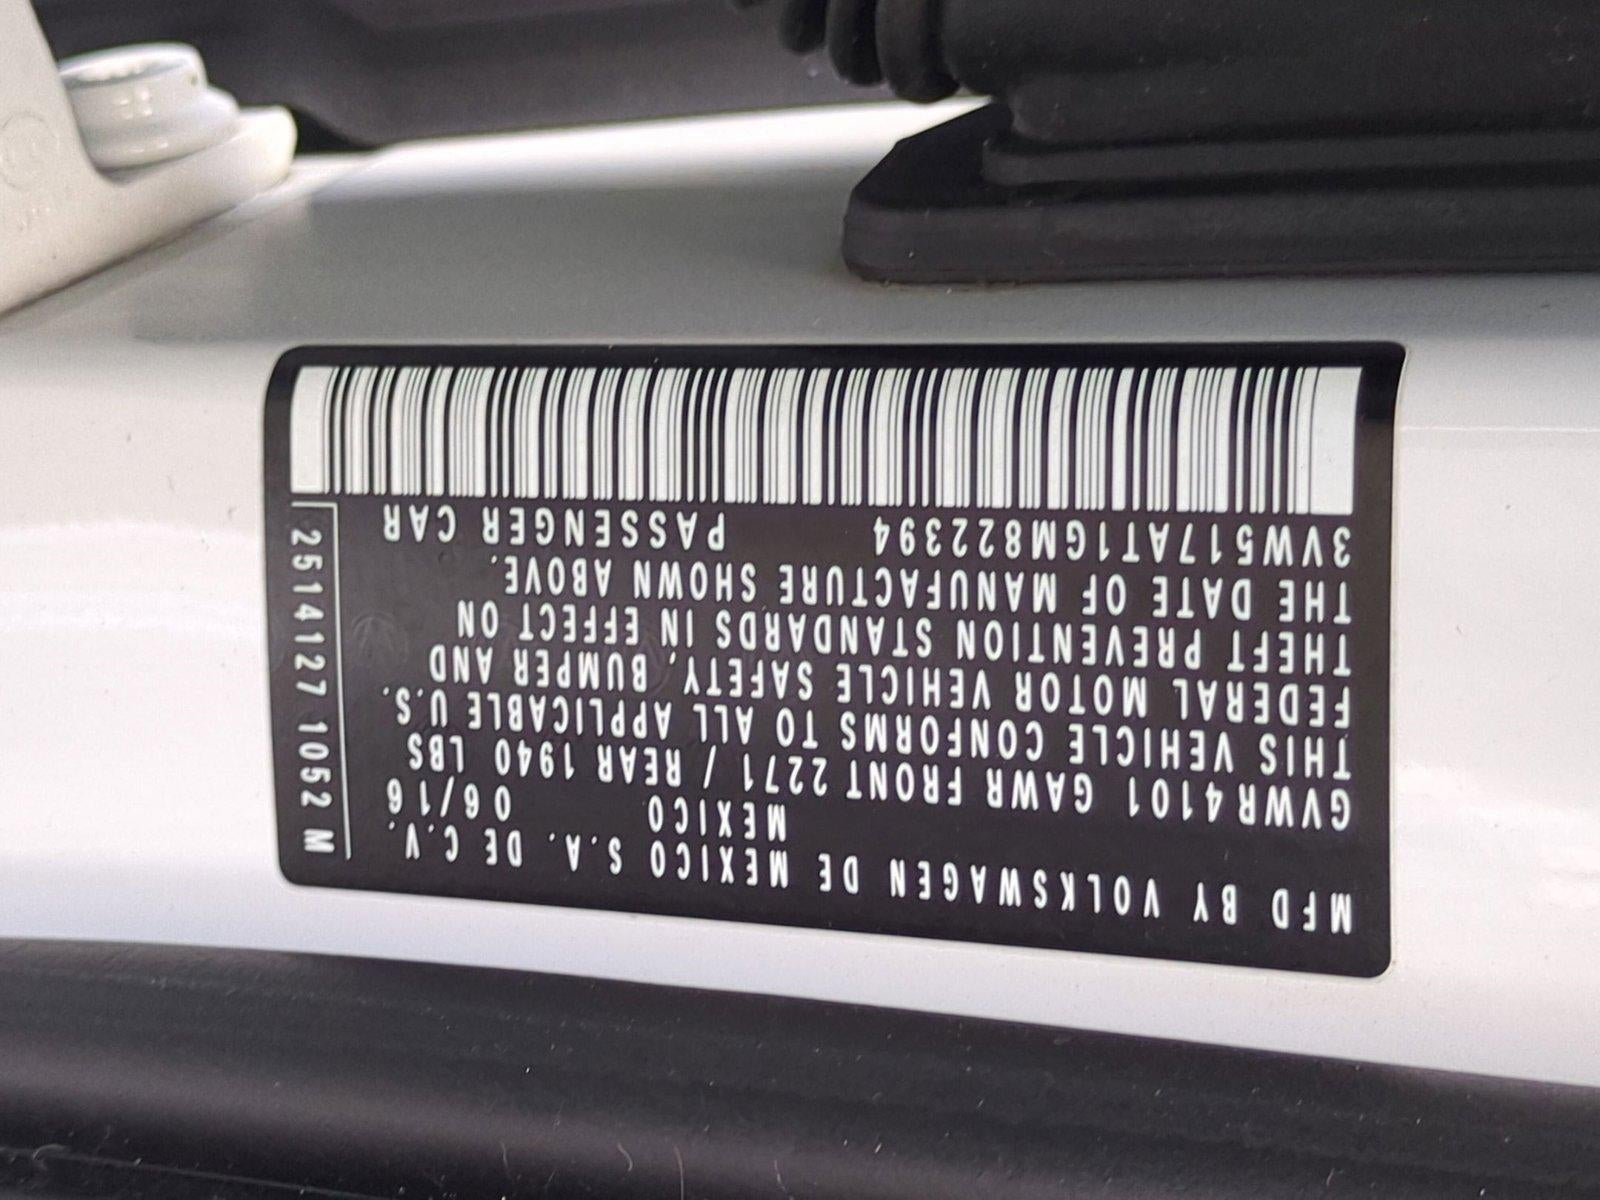 MFD BY VOLKSWAGEN DE MEXICO S.A. DE C.V.
MEXICO 06/16
GVWR4101 GAWR FRONT 2271 / REAR 1940 LBS
THIS VEHICLE CONFORMS TO ALL APPLICABLE U.S.
FEDERAL MOTOR VEHICLE SAFETY, BUMPER AND
THEFT PREVENTION STANDARDS IN EFFECT ON
THE DATE OF MANUFACTURE SHOWN ABOVE.
3VW517AT1GM822394 PASSENGER CAR
2514127 1052 M